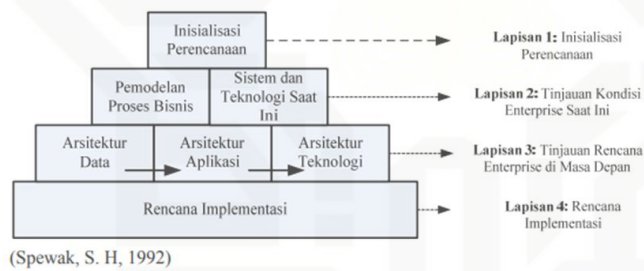 Inisialisasi
Perencanaan
Lapisan 1: Inisialisasi
Perencanaan
Pemodelan
Proses Bisnis
Sistem dan
Teknologi Saat
Ini
Lapisan 2: Tinjauan Kondisi
Enterprise Saat Ini
Arsitektur
Data
Arsitektur
Aplikasi
Arsitektur
Teknologi
Lapisan 3: Tinjauan Rencana
Enterprise di Masa Depan
Rencana Implementasi
Lapisan 4: Rencana
Implementasi
(Spewak, S. H, 1992)